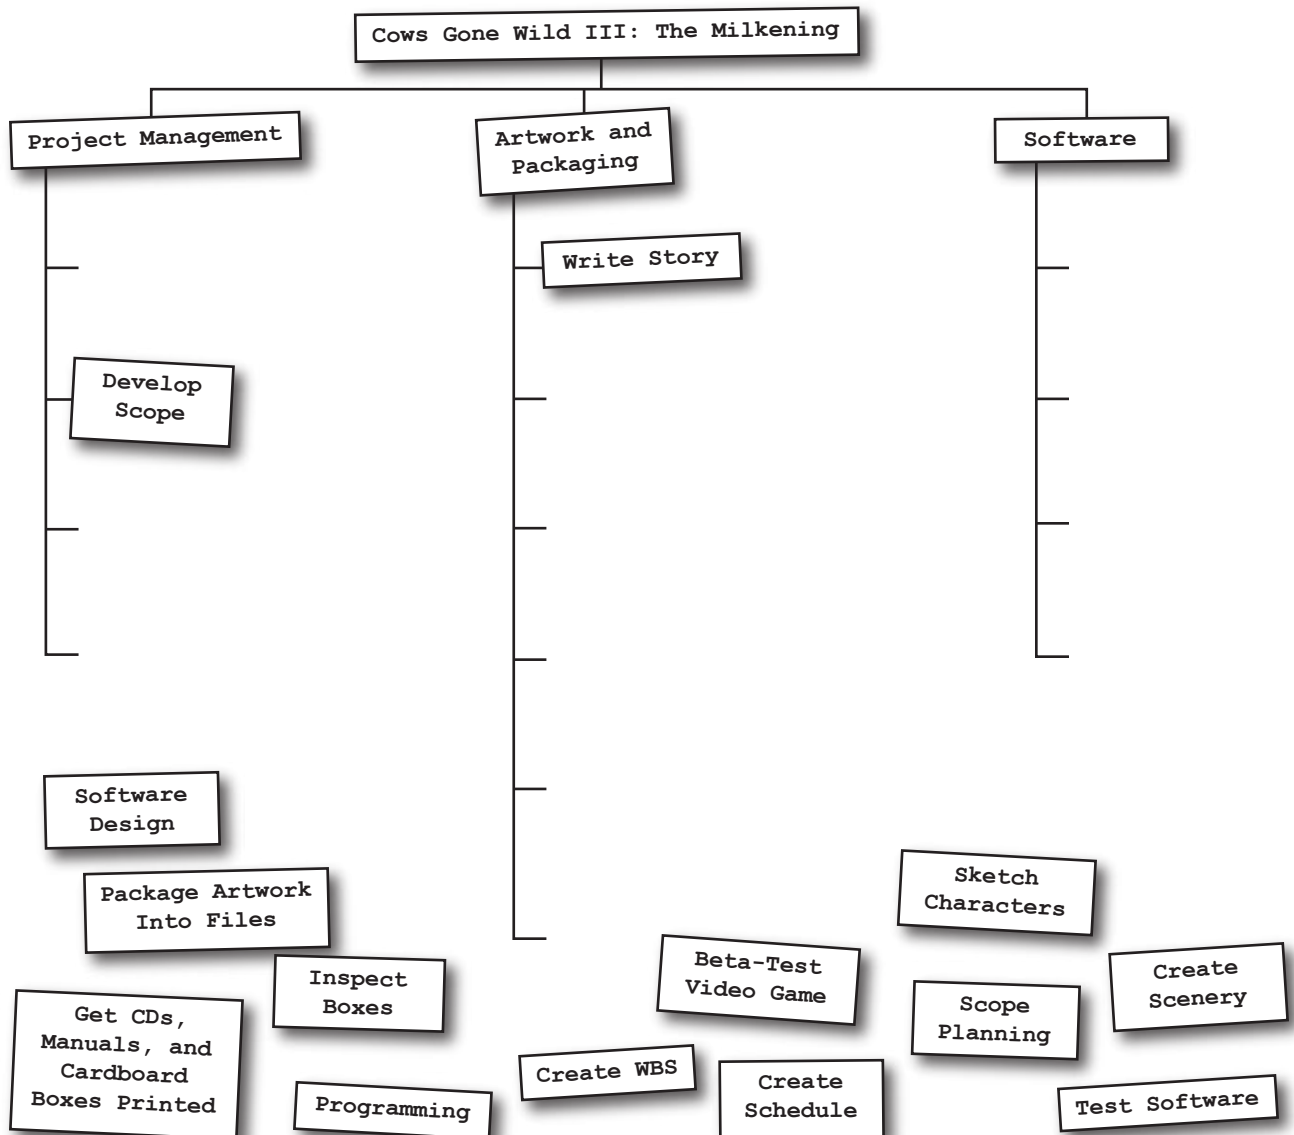 Cows Gone Wild III: The Milkening
Project Management
Artwork and
Packaging
Software
Write Story
Develop
Scope
Software
Design
Package Artwork
Into Files
Sketch
Characters
Inspect
Boxes
Beta-Test
Video Game
Create
Scenery
Get CDs,
Manuals, and
Cardboard
Boxes Printed
Scope
Planning
Create WBS
Programming
Create
Schedule
Test Software